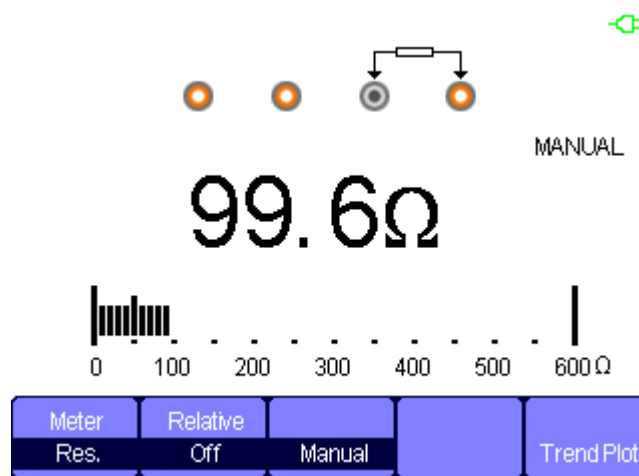 MANUAL
99.6Ω
0 100 200 300 400 500 600Ω
Meter Relative
Res. Off Manual Trend Plot